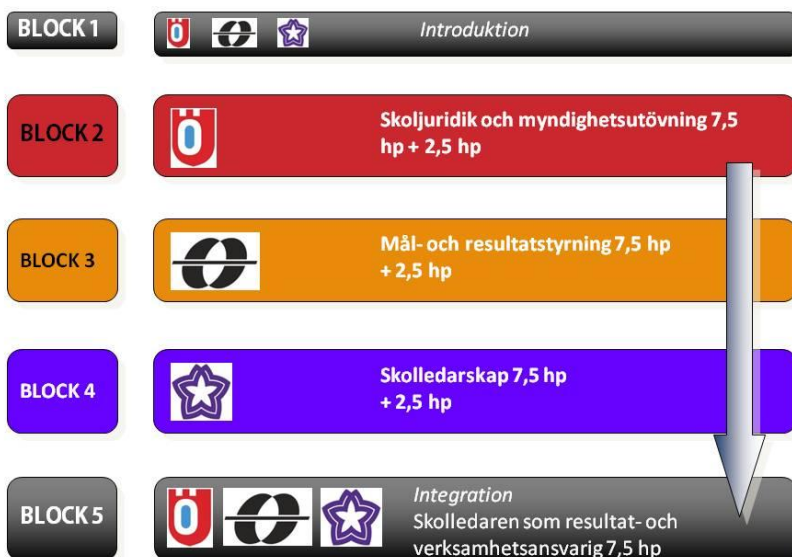 BLOCK 1
Ö
Introduktion
BLOCK 2
Ö
Skoljuridik och myndighetsutövning 7,5
hp + 2,5 hp
BLOCK 3
Mål- och resultatstyrning 7,5 hp
+ 2,5 hp
BLOCK 4
Skolledarskap 7,5 hp
+ 2,5 hp
BLOCK 5
Ö
Integration
Skolledaren som resultat- och
verksamhetsansvarig 7,5 hp